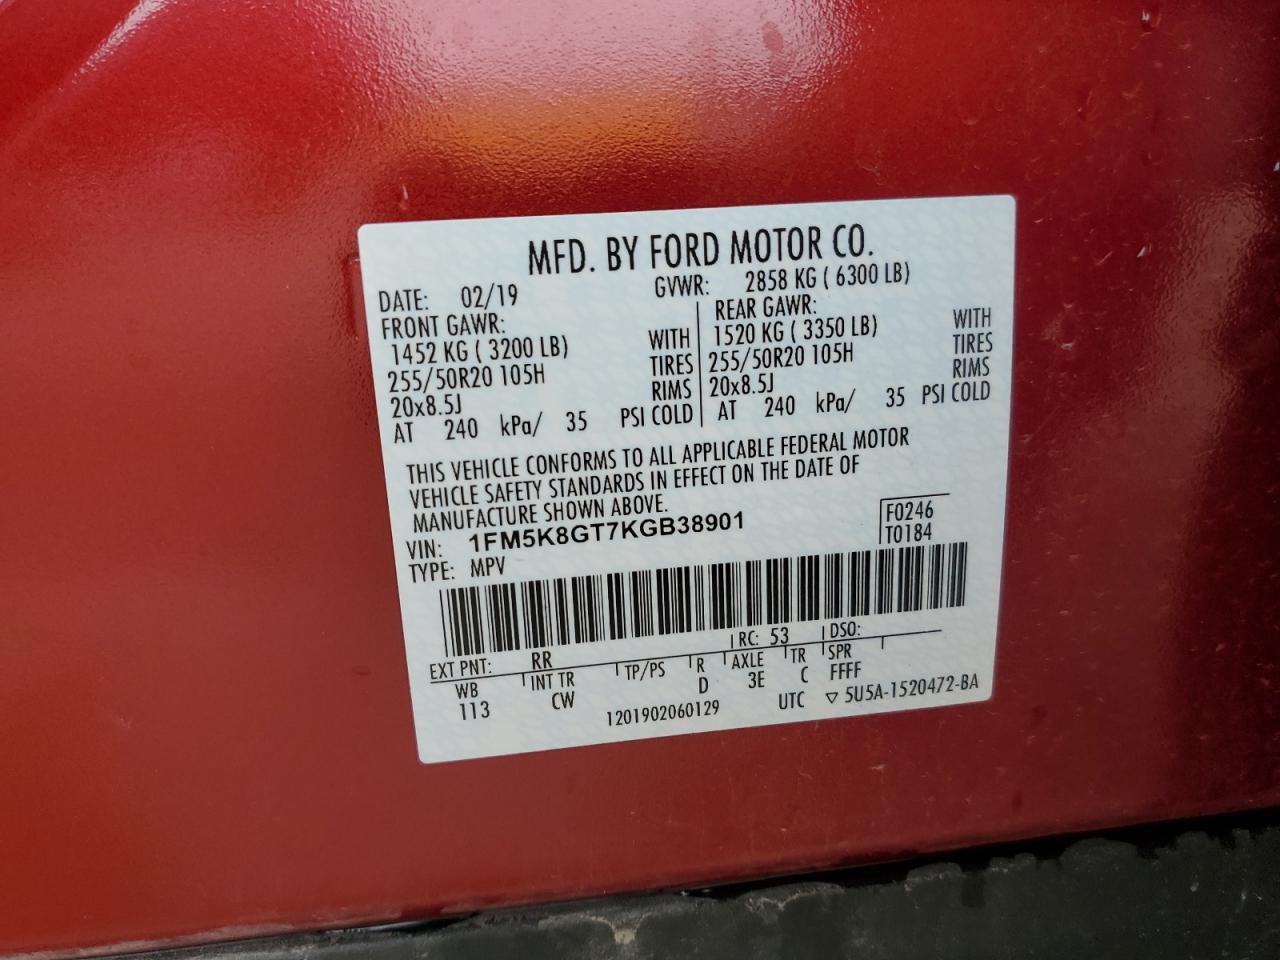 MFD. BY FORD MOTOR CO.
DATE: 02/19 GVWR: 2858 KG ( 6300 LB)
FRONT GAWR: REAR GAWR:
1452 KG ( 3200 LB) WITH 1520 KG ( 3350 LB) WITH
255/50R20 105H TIRES 255/50R20 105H TIRES
20x8.5J RIMS 20x8.5J RIMS
AT 240 kPa/ 35 PSI COLD AT 240 kPa/ 35 PSI COLD
THIS VEHICLE CONFORMS TO ALL APPLICABLE FEDERAL MOTOR
VEHICLE SAFETY STANDARDS IN EFFECT ON THE DATE OF
MANUFACTURE SHOWN ABOVE.
VIN: 1FM5K8GT7KGB38901 F0246
TYPE: MPV T0184
EXT PNT: RR RC: 53 DSO:
WB INT TR TP/PS R AXLE TR SPR
113 CW D 3E C FFFF
1201902060129 UTC ▽ 5U5A-1520472-BA